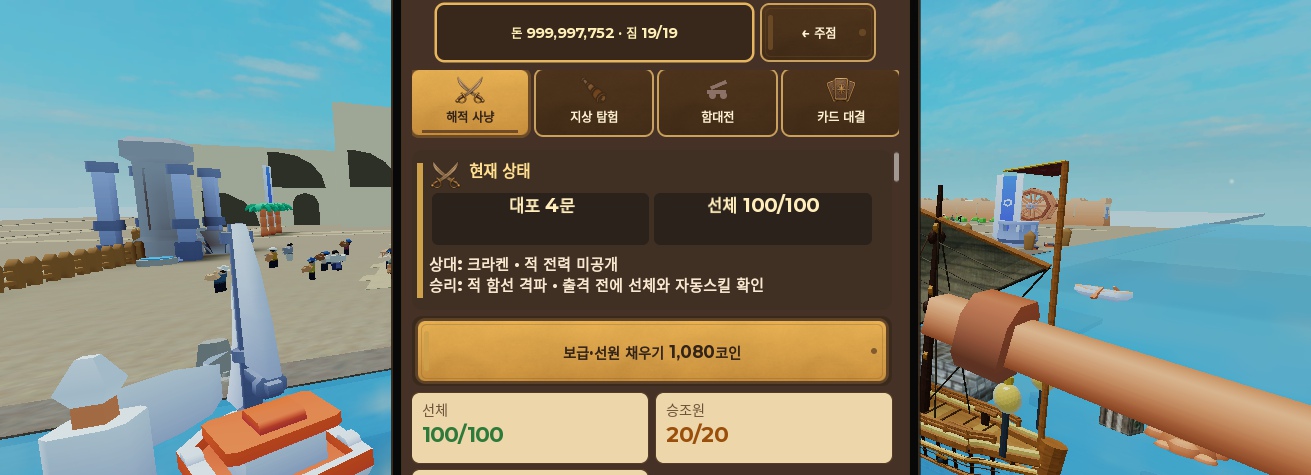 돈 999,997,752 · 짐 19/19
← 주점
해적 사냥
지상 탐험
함대전
카드 대결
현재 상태
대포 4문
선체 100/100
상대: 크라켄 • 적 전력 미공개
승리: 적 함선 격파 • 출격 전에 선체와 자동스킬 확인
보급·선원 채우기 1,080코인
선체
100/100
승조원
20/20